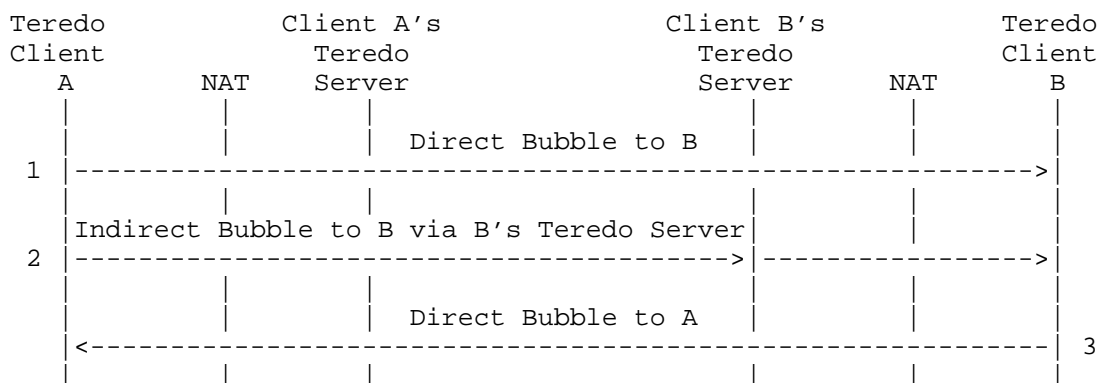 Teredo Client A's Client B's Teredo
Client Teredo Teredo Client
A NAT Server Server NAT B
Direct Bubble to B
1
Indirect Bubble to B via B's Teredo Server
2
Direct Bubble to A
3